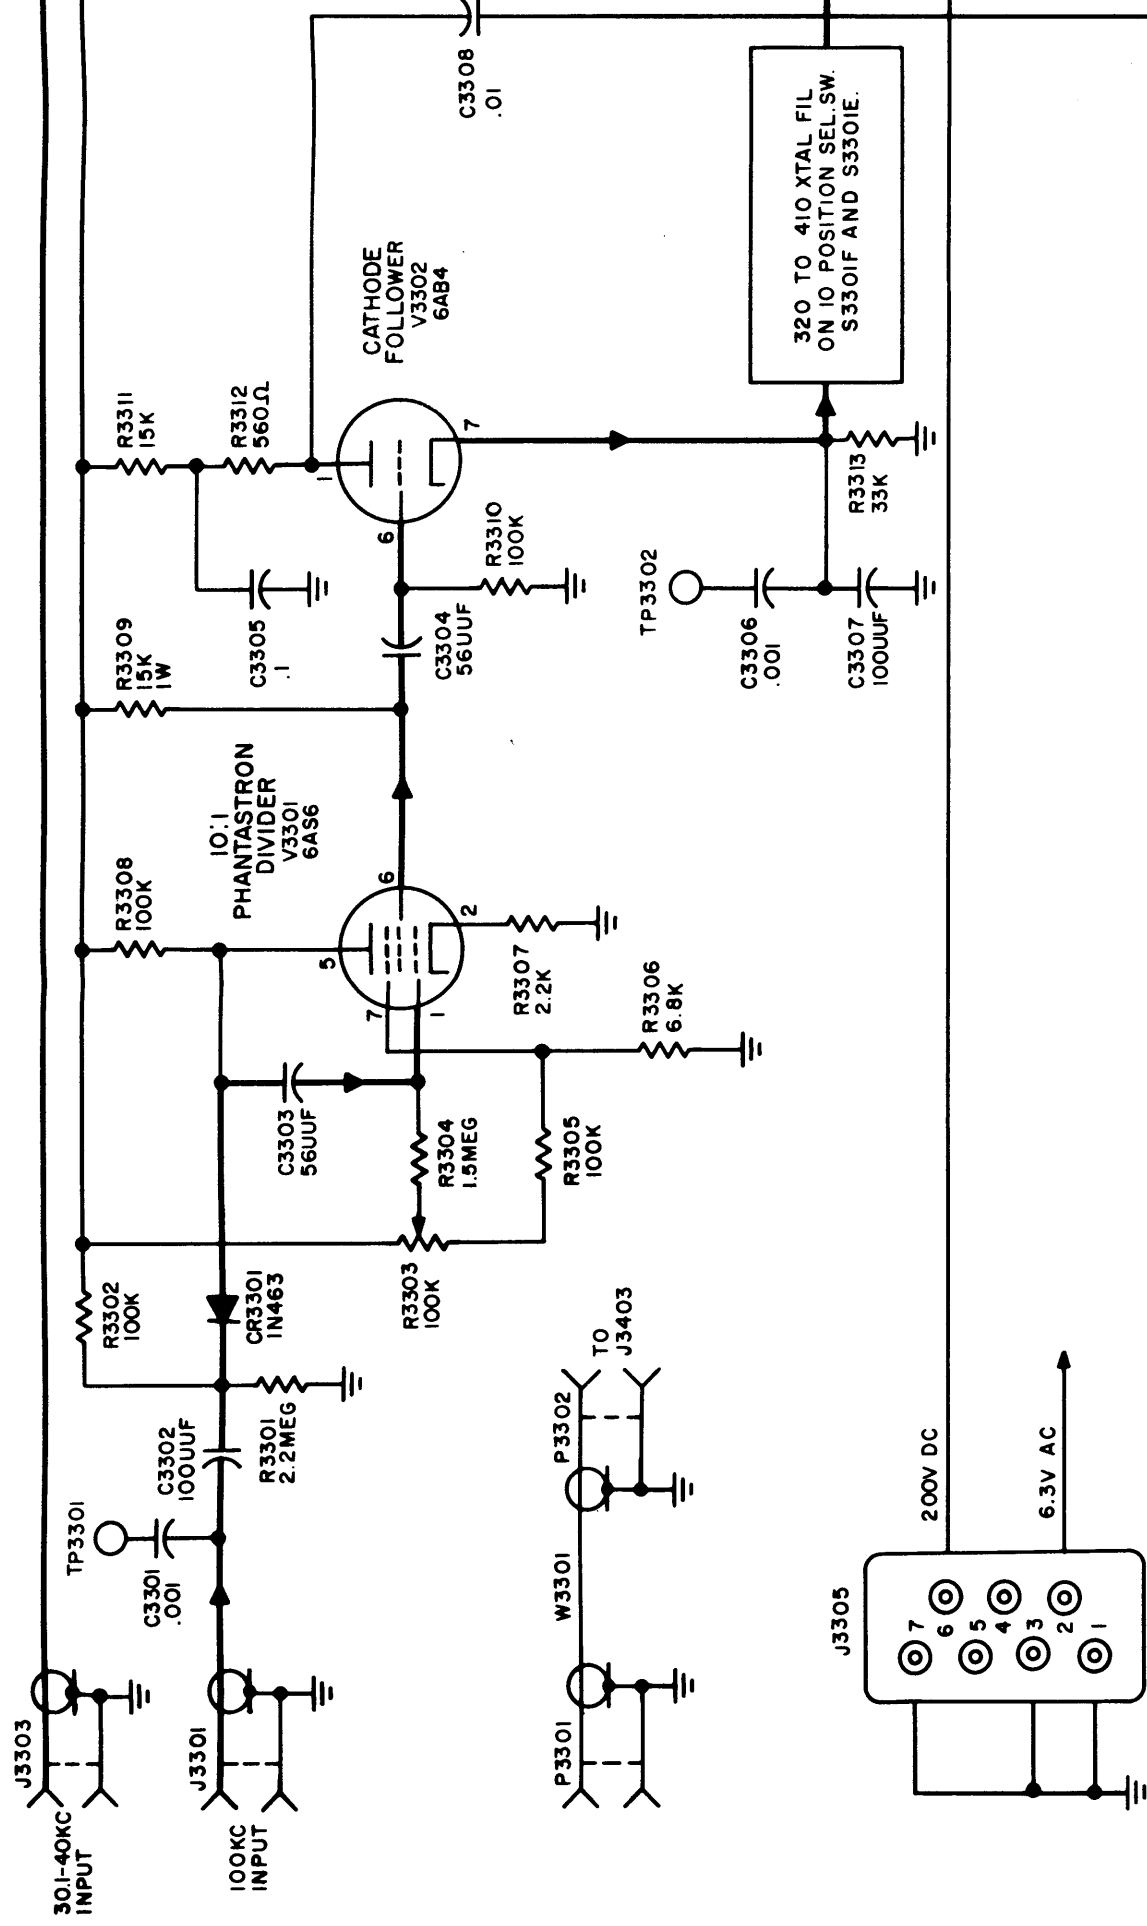 30.1-40KC
INPUT
J3303
100KC
INPUT
J3301
TP3301
C3301
.001
C3302
100UUF
R3301
2.2MEG
R3302
100K
CR3301
1N463
R3303
100K
R3304
1.5MEG
C3303
56UUF
R3305
100K
R3306
6.8K
R3307
2.2K
7
1
5
6
2
R3308
100K
10:1
PHANTASTRON
DIVIDER
V3301
6AS6
R3309
15K
1W
C3304
56UUF
C3305
.1
R3310
100K
R3311
15K
R3312
560Ω
1
6
7
CATHODE
FOLLOWER
V3302
6AB4
C3308
.01
TP3302
C3306
.001
C3307
100UUF
R3313
33K
320 TO 410 XTAL FIL
ON 10 POSITION SEL.SW.
S3301F AND S3301E.
P3301
W3301
P3302
TO
J3403
J3305
7
6
5
4
3
2
1
200V DC
6.3V AC